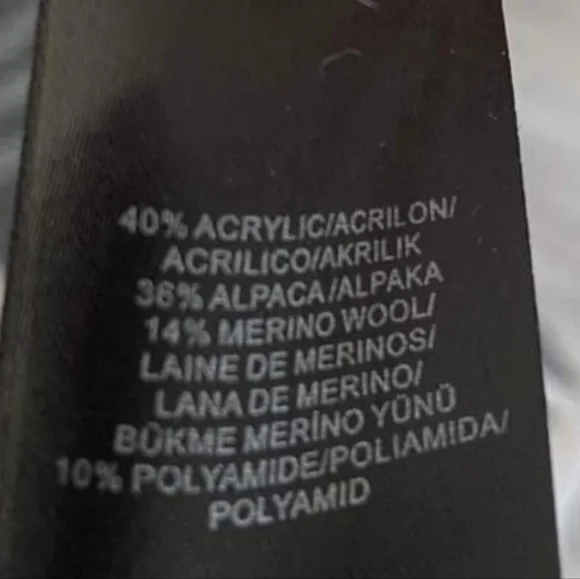 40% ACRYLIC/ACRILON/
ACRILICO/AKRILIK
36% ALPACA/ALPAKA
14% MERINO WOOL/
LAINE DE MERINOS/
LANA DE MERINO/
BÜKME MERİNO YÜNÜ
10% POLYAMIDE/POLIAMIDA/
POLYAMID